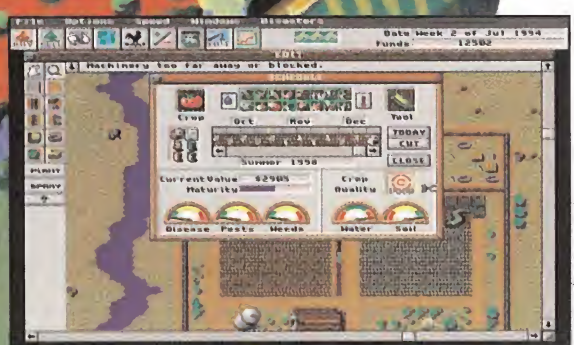 File Options Speed Windows Disasters
Date Week 2 of Jul 1994
Funds: 12502
EDIT
Machinery too far away or blocked.
SCHEDULE
Crop Tool
Oct Nov Dec
TODAY
CUT
CLOSE
Summer 1998
PLANT
SPRAY
?
Current Value
Maturity
Crop
Quality
Disease Pests Weeds Water Soil